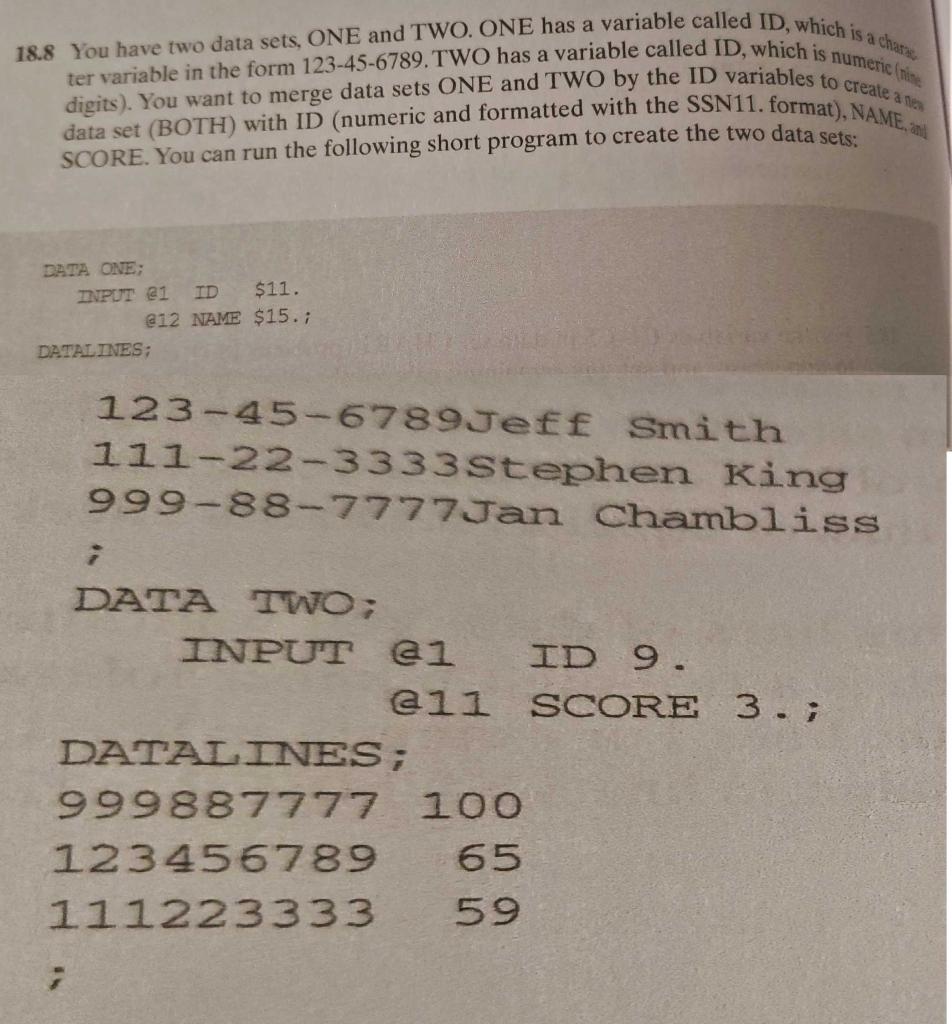 18.8 You have two data sets, ONE and TWO. ONE has a variable called ID, which is a charac-
ter variable in the form 123-45-6789. TWO has a variable called ID, which is numeric (nine
digits). You want to merge data sets ONE and TWO by the ID variables to create a new
data set (BOTH) with ID (numeric and formatted with the SSN11. format), NAME, and
SCORE. You can run the following short program to create the two data sets:
DATA ONE;
INPUT @1 ID $11.
@12 NAME $15.;
DATALINES;
123-45-6789Jeff Smith
111-22-3333Stephen King
999-88-7777Jan Chambliss
;
DATA TWO;
INPUT @1 ID 9.
@11 SCORE 3.;
DATALINES;
999887777 100
123456789 65
111223333 59
;